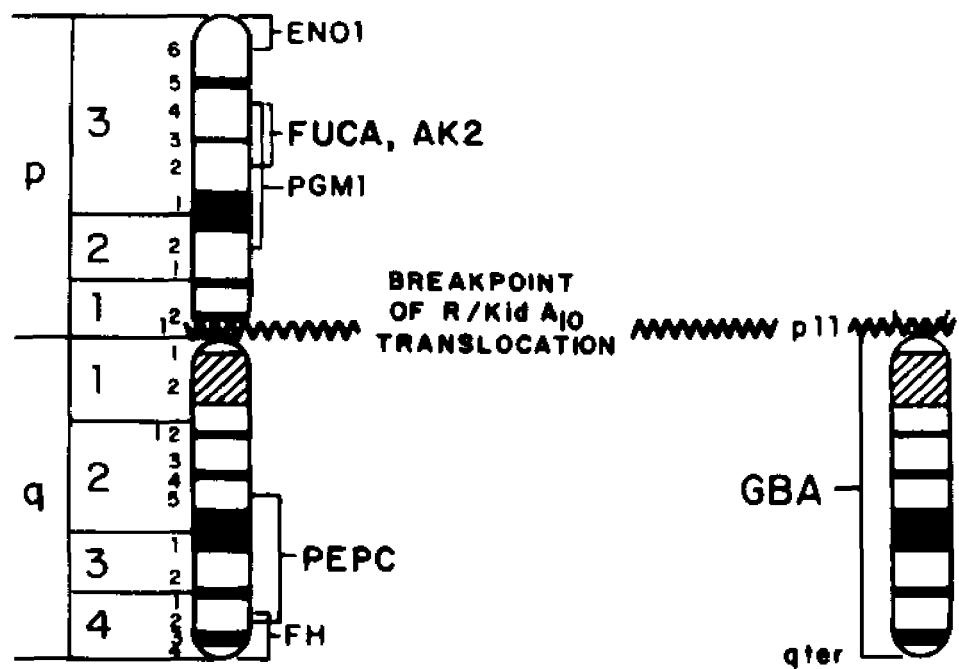 ENO1
6
5
4
3
3
FUCA, AK2
2
p
PGM1
1
2
2
1
BREAKPOINT
1
2
OF R/Kid A10
1
p11
TRANSLOCATION
1
1
2
1 2
3
2
4
q
5
GBA
1
3
PEPC
2
1
4
2
3
FH
4
qter